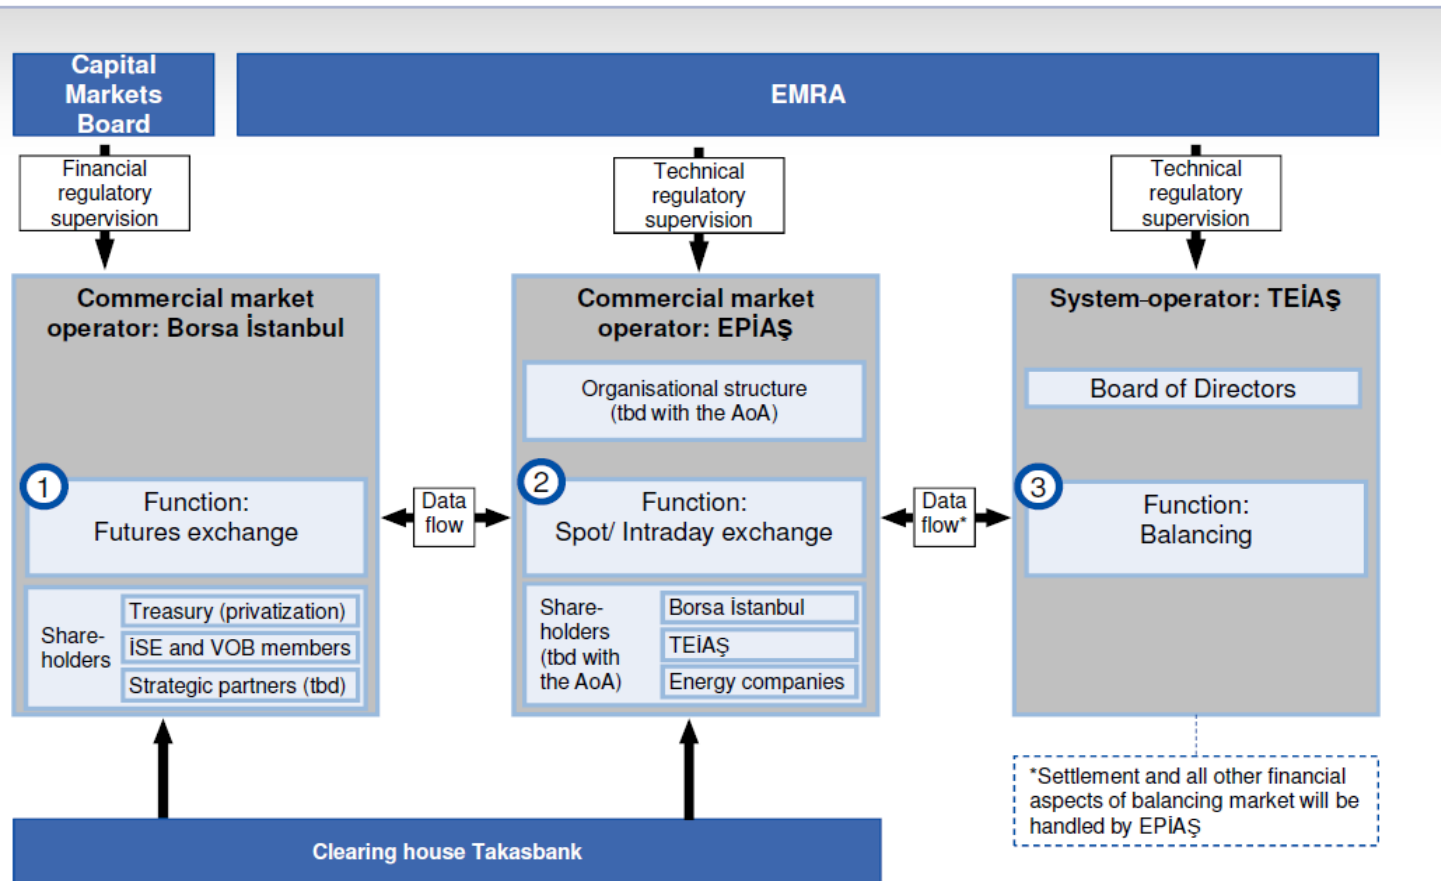 Capital
Markets
Board
EMRA
Financial
regulatory
supervision
Technical
regulatory
supervision
Technical
regulatory
supervision
Commercial market
operator: Borsa İstanbul
Commercial market
operator: EPİAŞ
System-operator: TEİAŞ
Organisational structure
(tbd with the AoA)
Board of Directors
1
Function:
Futures exchange
Data
flow
2
Function:
Spot/ Intraday exchange
Data
flow*
3
Function:
Balancing
Share-
holders
Treasury (privatization)
İSE and VOB members
Strategic partners (tbd)
Share-
holders
(tbd with
the AoA)
Borsa İstanbul
TEİAŞ
Energy companies
*Settlement and all other financial
aspects of balancing market will be
handled by EPİAŞ
Clearing house Takasbank